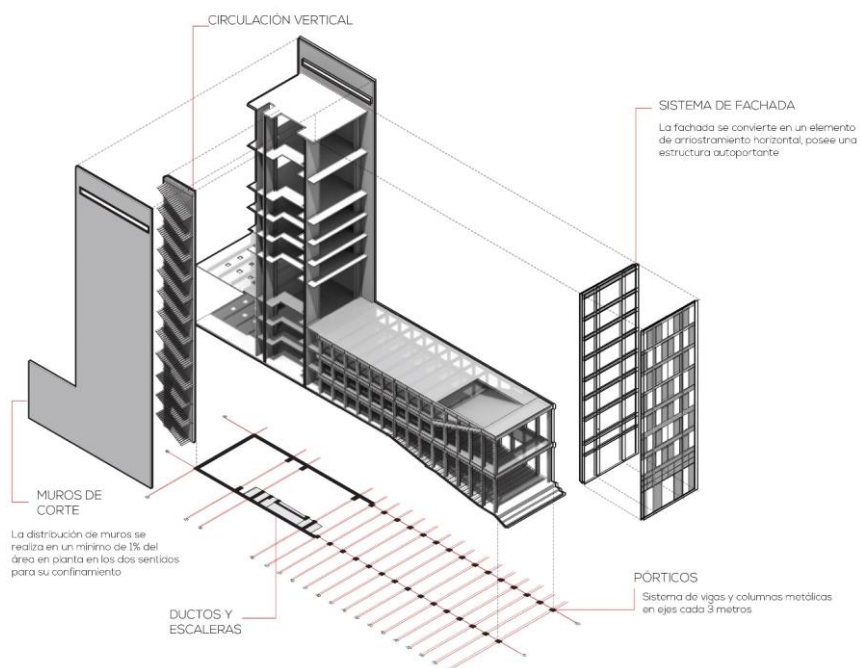 CIRCULACIÓN VERTICAL
SISTEMA DE FACHADA
La fachada se convierte en un elemento
de arriostramiento horizontal, posee una
estructura autoportante
MUROS DE
CORTE
La distribución de muros se
realiza en un mínimo de 1% del
área en planta en los dos sentidos
para su confinamiento
DUCTOS Y
ESCALERAS
PÓRTICOS
Sistema de vigas y columnas metálicas
en ejes cada 3 metros